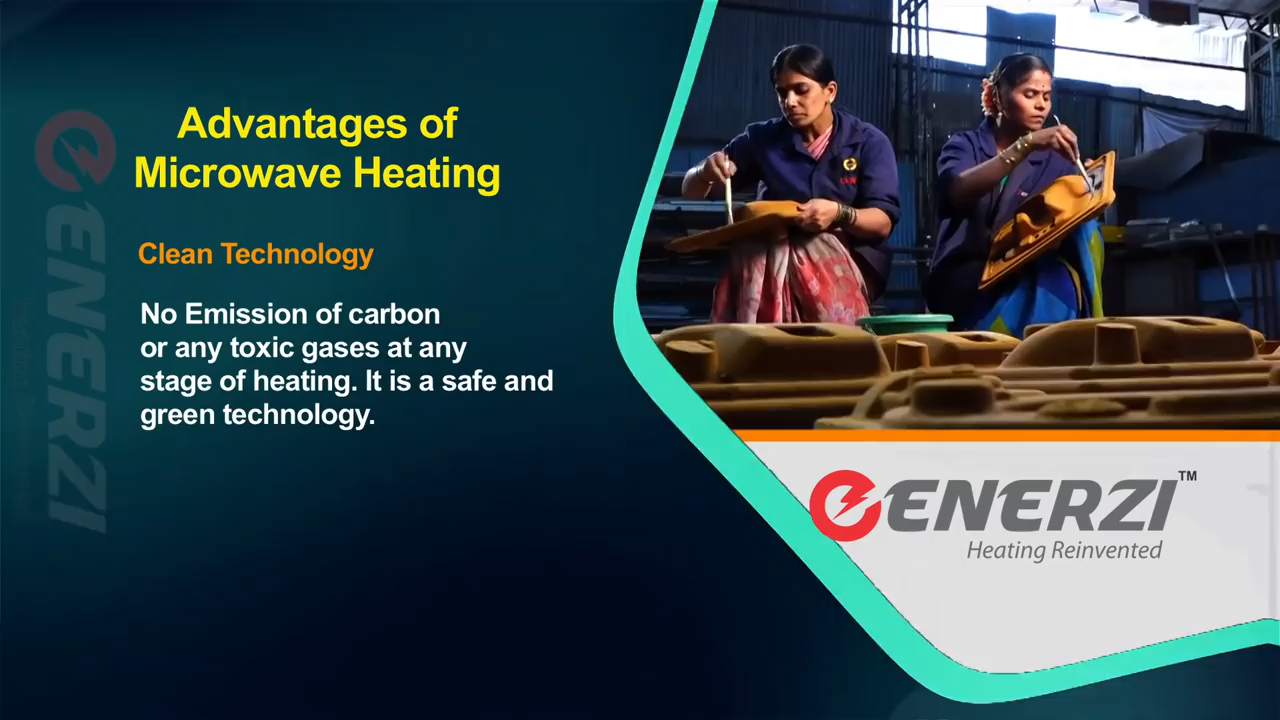 Advantages of
Microwave Heating
Clean Technology
No Emission of carbon
or any toxic gases at any
stage of heating. It is a safe and
green technology.
ENERZI
ENERZI™
Heating Reinvented